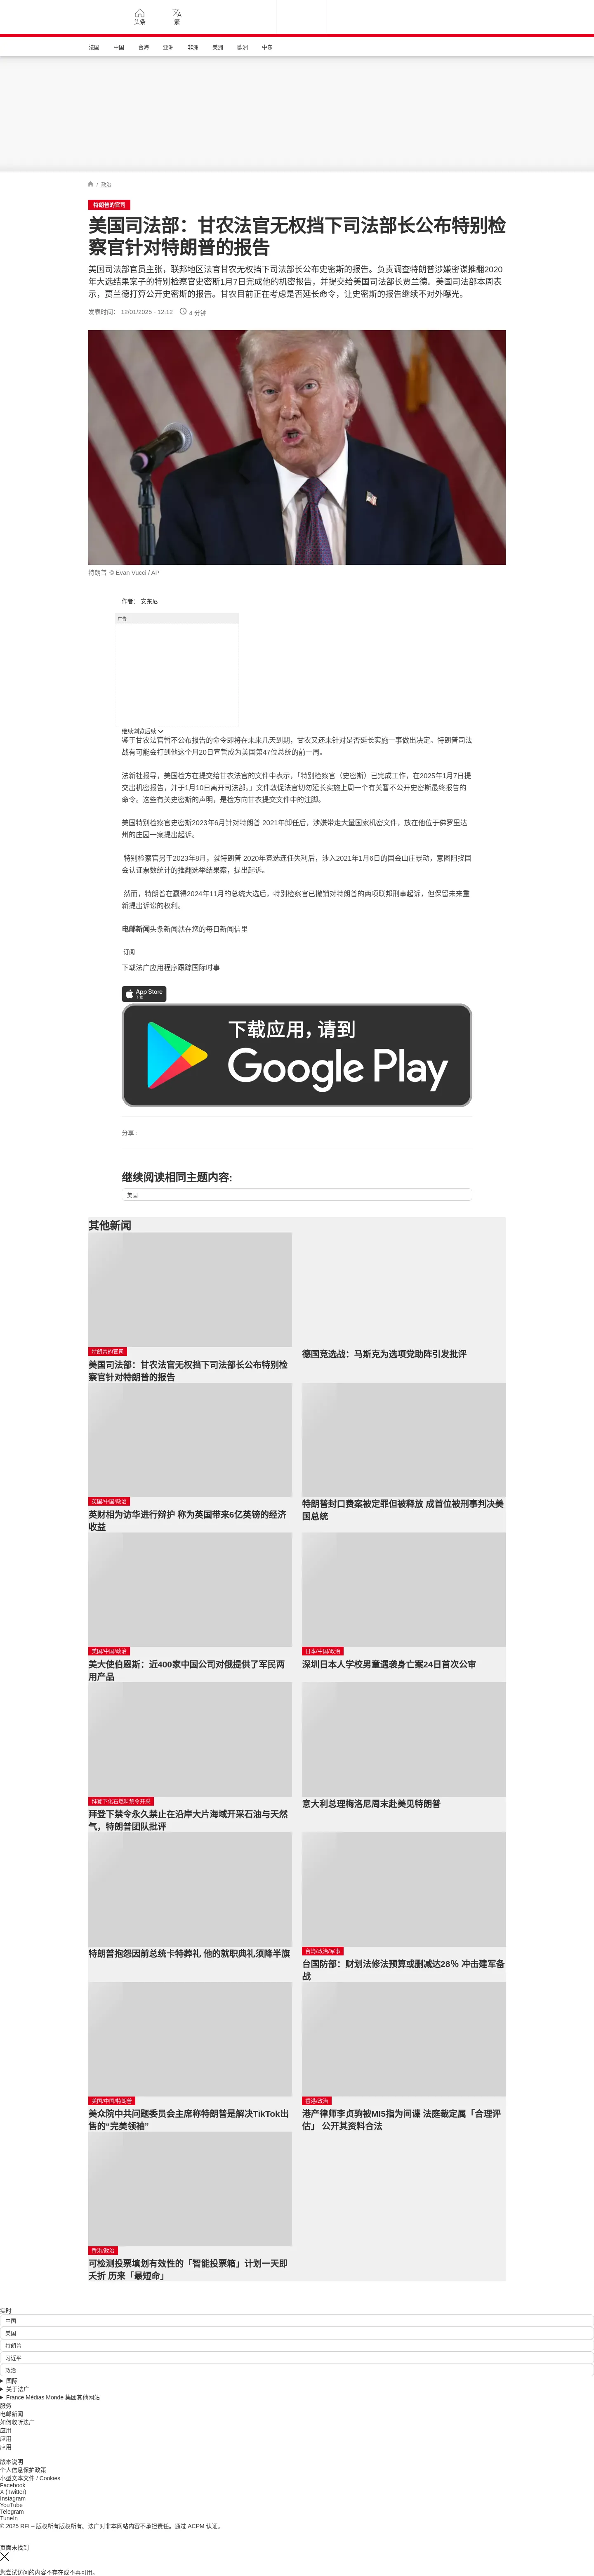 头条
繁
法国
中国
台海
亚洲
非洲
美洲
欧洲
中东
/ 政治
特朗普的官司
美国司法部：甘农法官无权挡下司法部长公布特别检
察官针对特朗普的报告
美国司法部官员主张，联邦地区法官甘农无权挡下司法部长公布史密斯的报告。负责调查特朗普涉嫌密谋推翻2020
年大选结果案子的特别检察官史密斯1月7日完成他的机密报告，并提交给美国司法部长贾兰德。美国司法部本周表
示，贾兰德打算公开史密斯的报告。甘农目前正在考虑是否延长命令，让史密斯的报告继续不对外曝光。
发表时间： 12/01/2025 - 12:12
4 分钟
特朗普 © Evan Vucci / AP
作者： 安东尼
广告
继续浏览后续
鉴于甘农法官暂不公布报告的命令即将在未来几天到期，甘农又还未针对是否延长实施一事做出决定。特朗普司法
战有可能会打到他这个月20日宣誓成为美国第47位总统的前一周。
法新社报导，美国检方在提交给甘农法官的文件中表示，「特别检察官（史密斯）已完成工作，在2025年1月7日提
交出机密报告，并于1月10日离开司法部。」文件敦促法官切勿延长实施上周一个有关暂不公开史密斯最终报告的
命令。这些有关史密斯的声明，是检方向甘农提交文件中的注脚。
美国特别检察官史密斯2023年6月针对特朗普 2021年卸任后，涉嫌带走大量国家机密文件，放在他位于佛罗里达
州的庄园一案提出起诉。
特别检察官另于2023年8月，就特朗普 2020年竞选连任失利后，涉入2021年1月6日的国会山庄暴动，意图阻挠国
会认证票数统计的推翻选举结果案，提出起诉。
然而，特朗普在赢得2024年11月的总统大选后，特别检察官已撤销对特朗普的两项联邦刑事起诉，但保留未来重
新提出诉讼的权利。
电邮新闻头条新闻就在您的每日新闻信里
订阅
下载法广应用程序跟踪国际时事
App Store
下载
下载应用，请到
Google Play
分享 :
继续阅读相同主题内容:
美国
其他新闻
特朗普的官司
美国司法部：甘农法官无权挡下司法部长公布特别检
察官针对特朗普的报告
德国竞选战：马斯克为选项党助阵引发批评
英国/中国/政治
英财相为访华进行辩护 称为英国带来6亿英镑的经济
收益
特朗普封口费案被定罪但被释放 成首位被刑事判决美
国总统
美国/中国/政治
美大使伯恩斯：近400家中国公司对俄提供了军民两
用产品
日本/中国/政治
深圳日本人学校男童遇袭身亡案24日首次公审
拜登下化石燃料禁令开采
拜登下禁令永久禁止在沿岸大片海域开采石油与天然
气，特朗普团队批评
意大利总理梅洛尼周末赴美见特朗普
特朗普抱怨因前总统卡特葬礼 他的就职典礼须降半旗
台湾/政治/军事
台国防部：财划法修法预算或删减达28% 冲击建军备
战
美国/中国/特朗普
美众院中共问题委员会主席称特朗普是解决TikTok出
售的“完美领袖”
香港/政治
港产律师李贞驹被MI5指为间谍 法庭裁定属「合理评
估」 公开其资料合法
香港/政治
可检测投票填划有效性的「智能投票箱」计划一天即
夭折 历来「最短命」
实时
中国
美国
特朗普
习近平
政治
国际
关于法广
France Médias Monde 集团其他网站
服务
电邮新闻
如何收听法广
应用
应用
应用
版本说明
个人信息保护政策
小型文本文件 / Cookies
Facebook
X (Twitter)
Instagram
YouTube
Telegram
TuneIn
© 2025 RFI – 版权所有版权所有。法广对非本网站内容不承担责任。通过 ACPM 认证。
页面未找到
您尝试访问的内容不存在或不再可用。